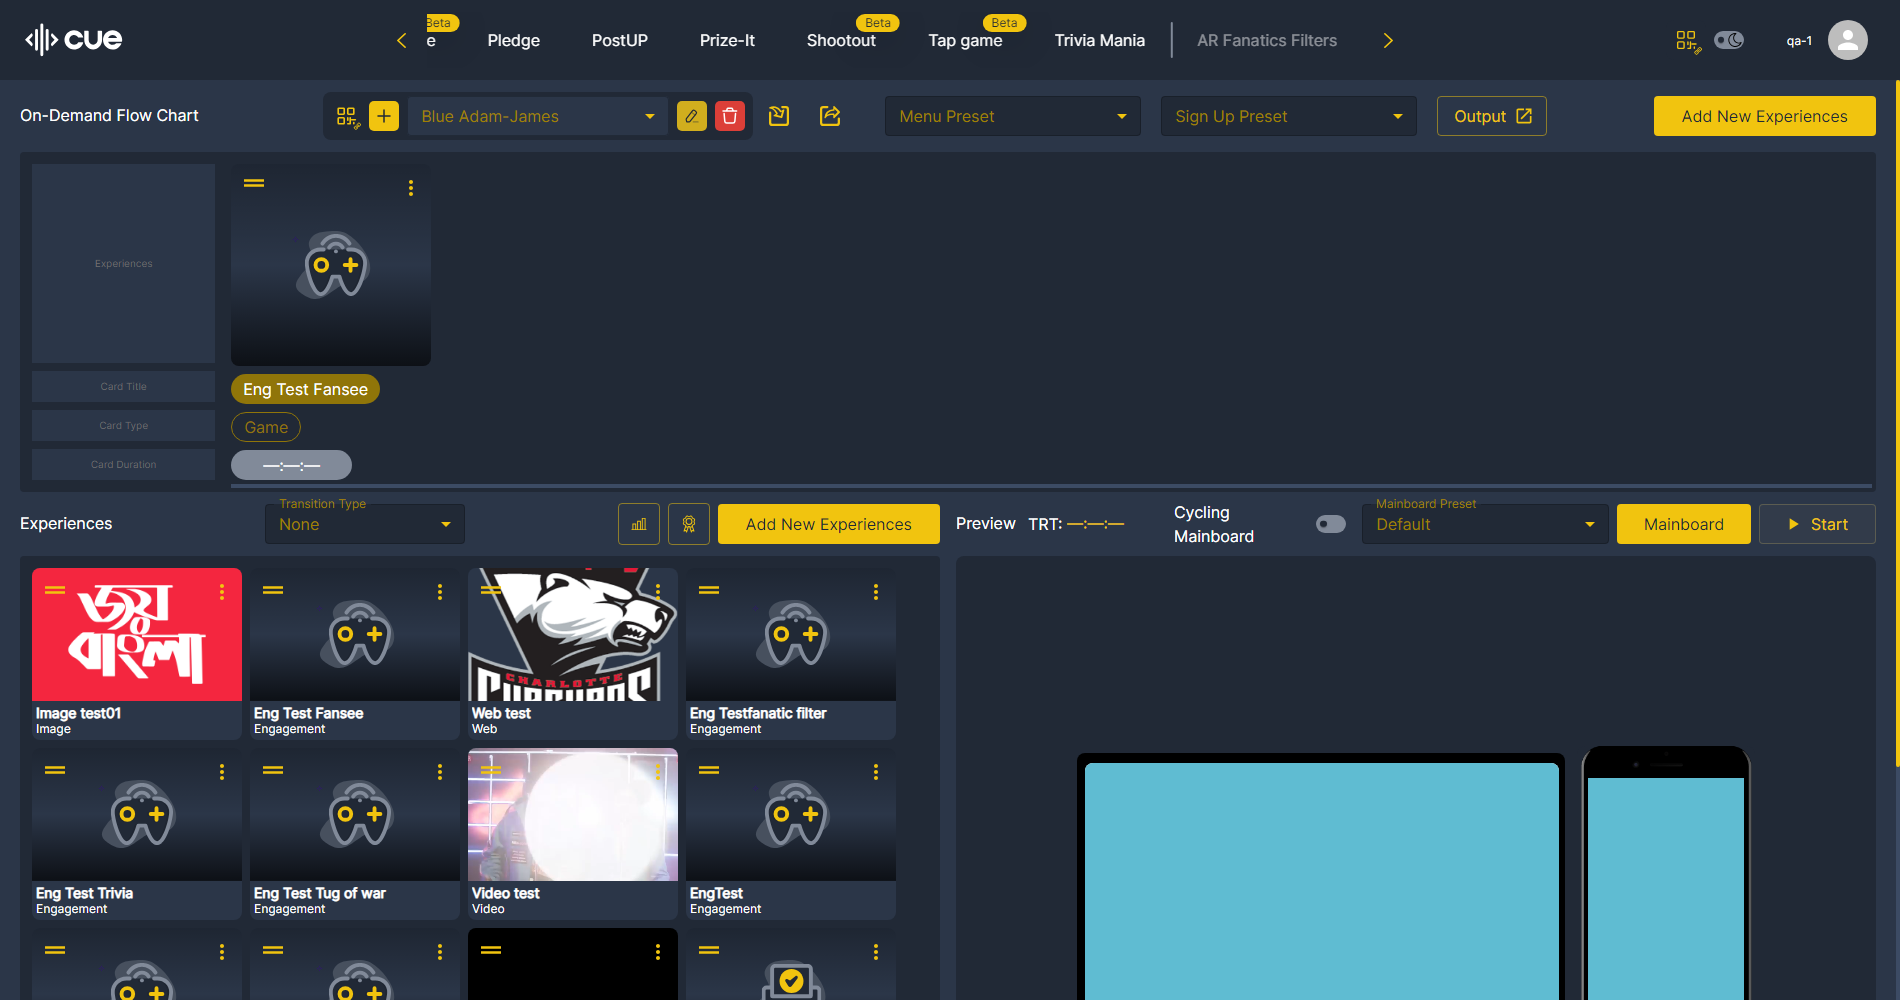 cue
Beta
e
Pledge
PostUP
Prize-It
Beta
Shootout
Beta
Tap game
Trivia Mania
AR Fanatics Filters
qa-1
On-Demand Flow Chart
Blue Adam-James
Menu Preset
Sign Up Preset
Output
Add New Experiences
Experiences
Card Title
Eng Test Fansee
Card Type
Game
Card Duration
—:—:—
Experiences
Transition Type
None
Add New Experiences
Preview
TRT: —:—:—
Cycling
Mainboard
Mainboard Preset
Default
Mainboard
Start
জয়
বাংলা
CHARLOTTE
Image test01
Image
Eng Test Fansee
Engagement
Web test
Web
Eng Testfanatic filter
Engagement
Eng Test Trivia
Engagement
Eng Test Tug of war
Engagement
Video test
Video
EngTest
Engagement